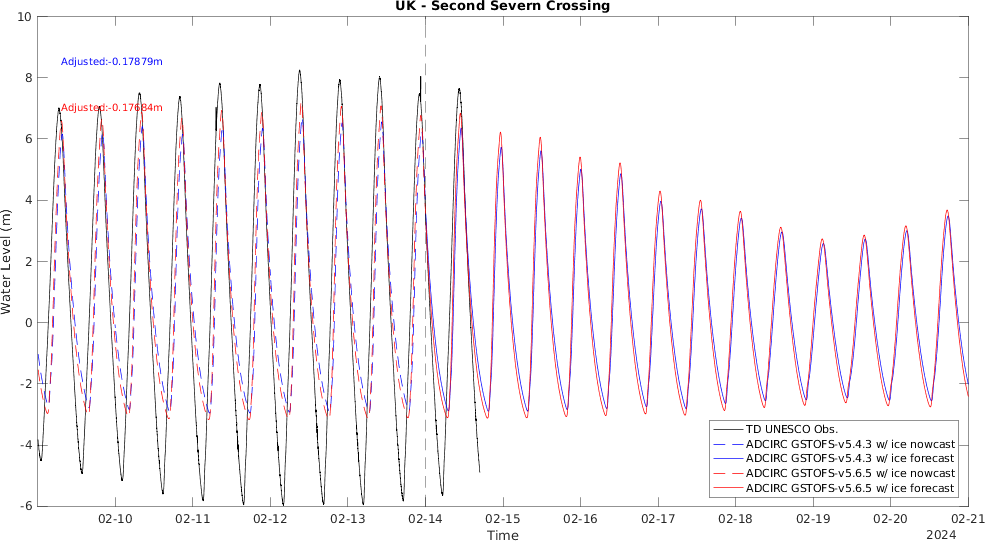 UK - Second Severn Crossing
10
8
6
4
2
0
-2
-4
-6
Water Level (m)
Adjusted:-0.17879m
Adjusted:-0.17684m
TD UNESCO Obs.
ADCIRC GSTOFS-v5.4.3 w/ ice nowcast
ADCIRC GSTOFS-v5.4.3 w/ ice forecast
ADCIRC GSTOFS-v5.6.5 w/ ice nowcast
ADCIRC GSTOFS-v5.6.5 w/ ice forecast
02-10 02-11 02-12 02-13 02-14 02-15 02-16 02-17 02-18 02-19 02-20 02-21
Time
2024